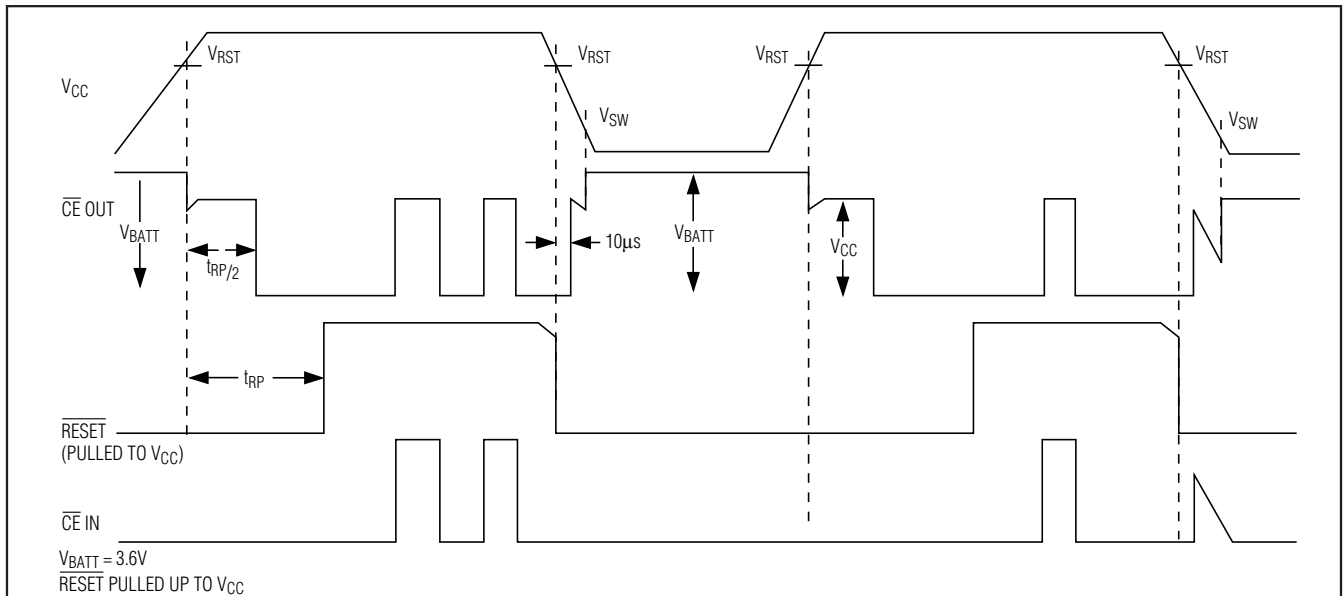 VRST
VRST
VRST
VRST
VCC
VSW
VSW
CE OUT
VBATT
10µs
VBATT
VCC
tRP/2
tRP
RESET
(PULLED TO VCC)
CE IN
VBATT = 3.6V
RESET PULLED UP TO VCC